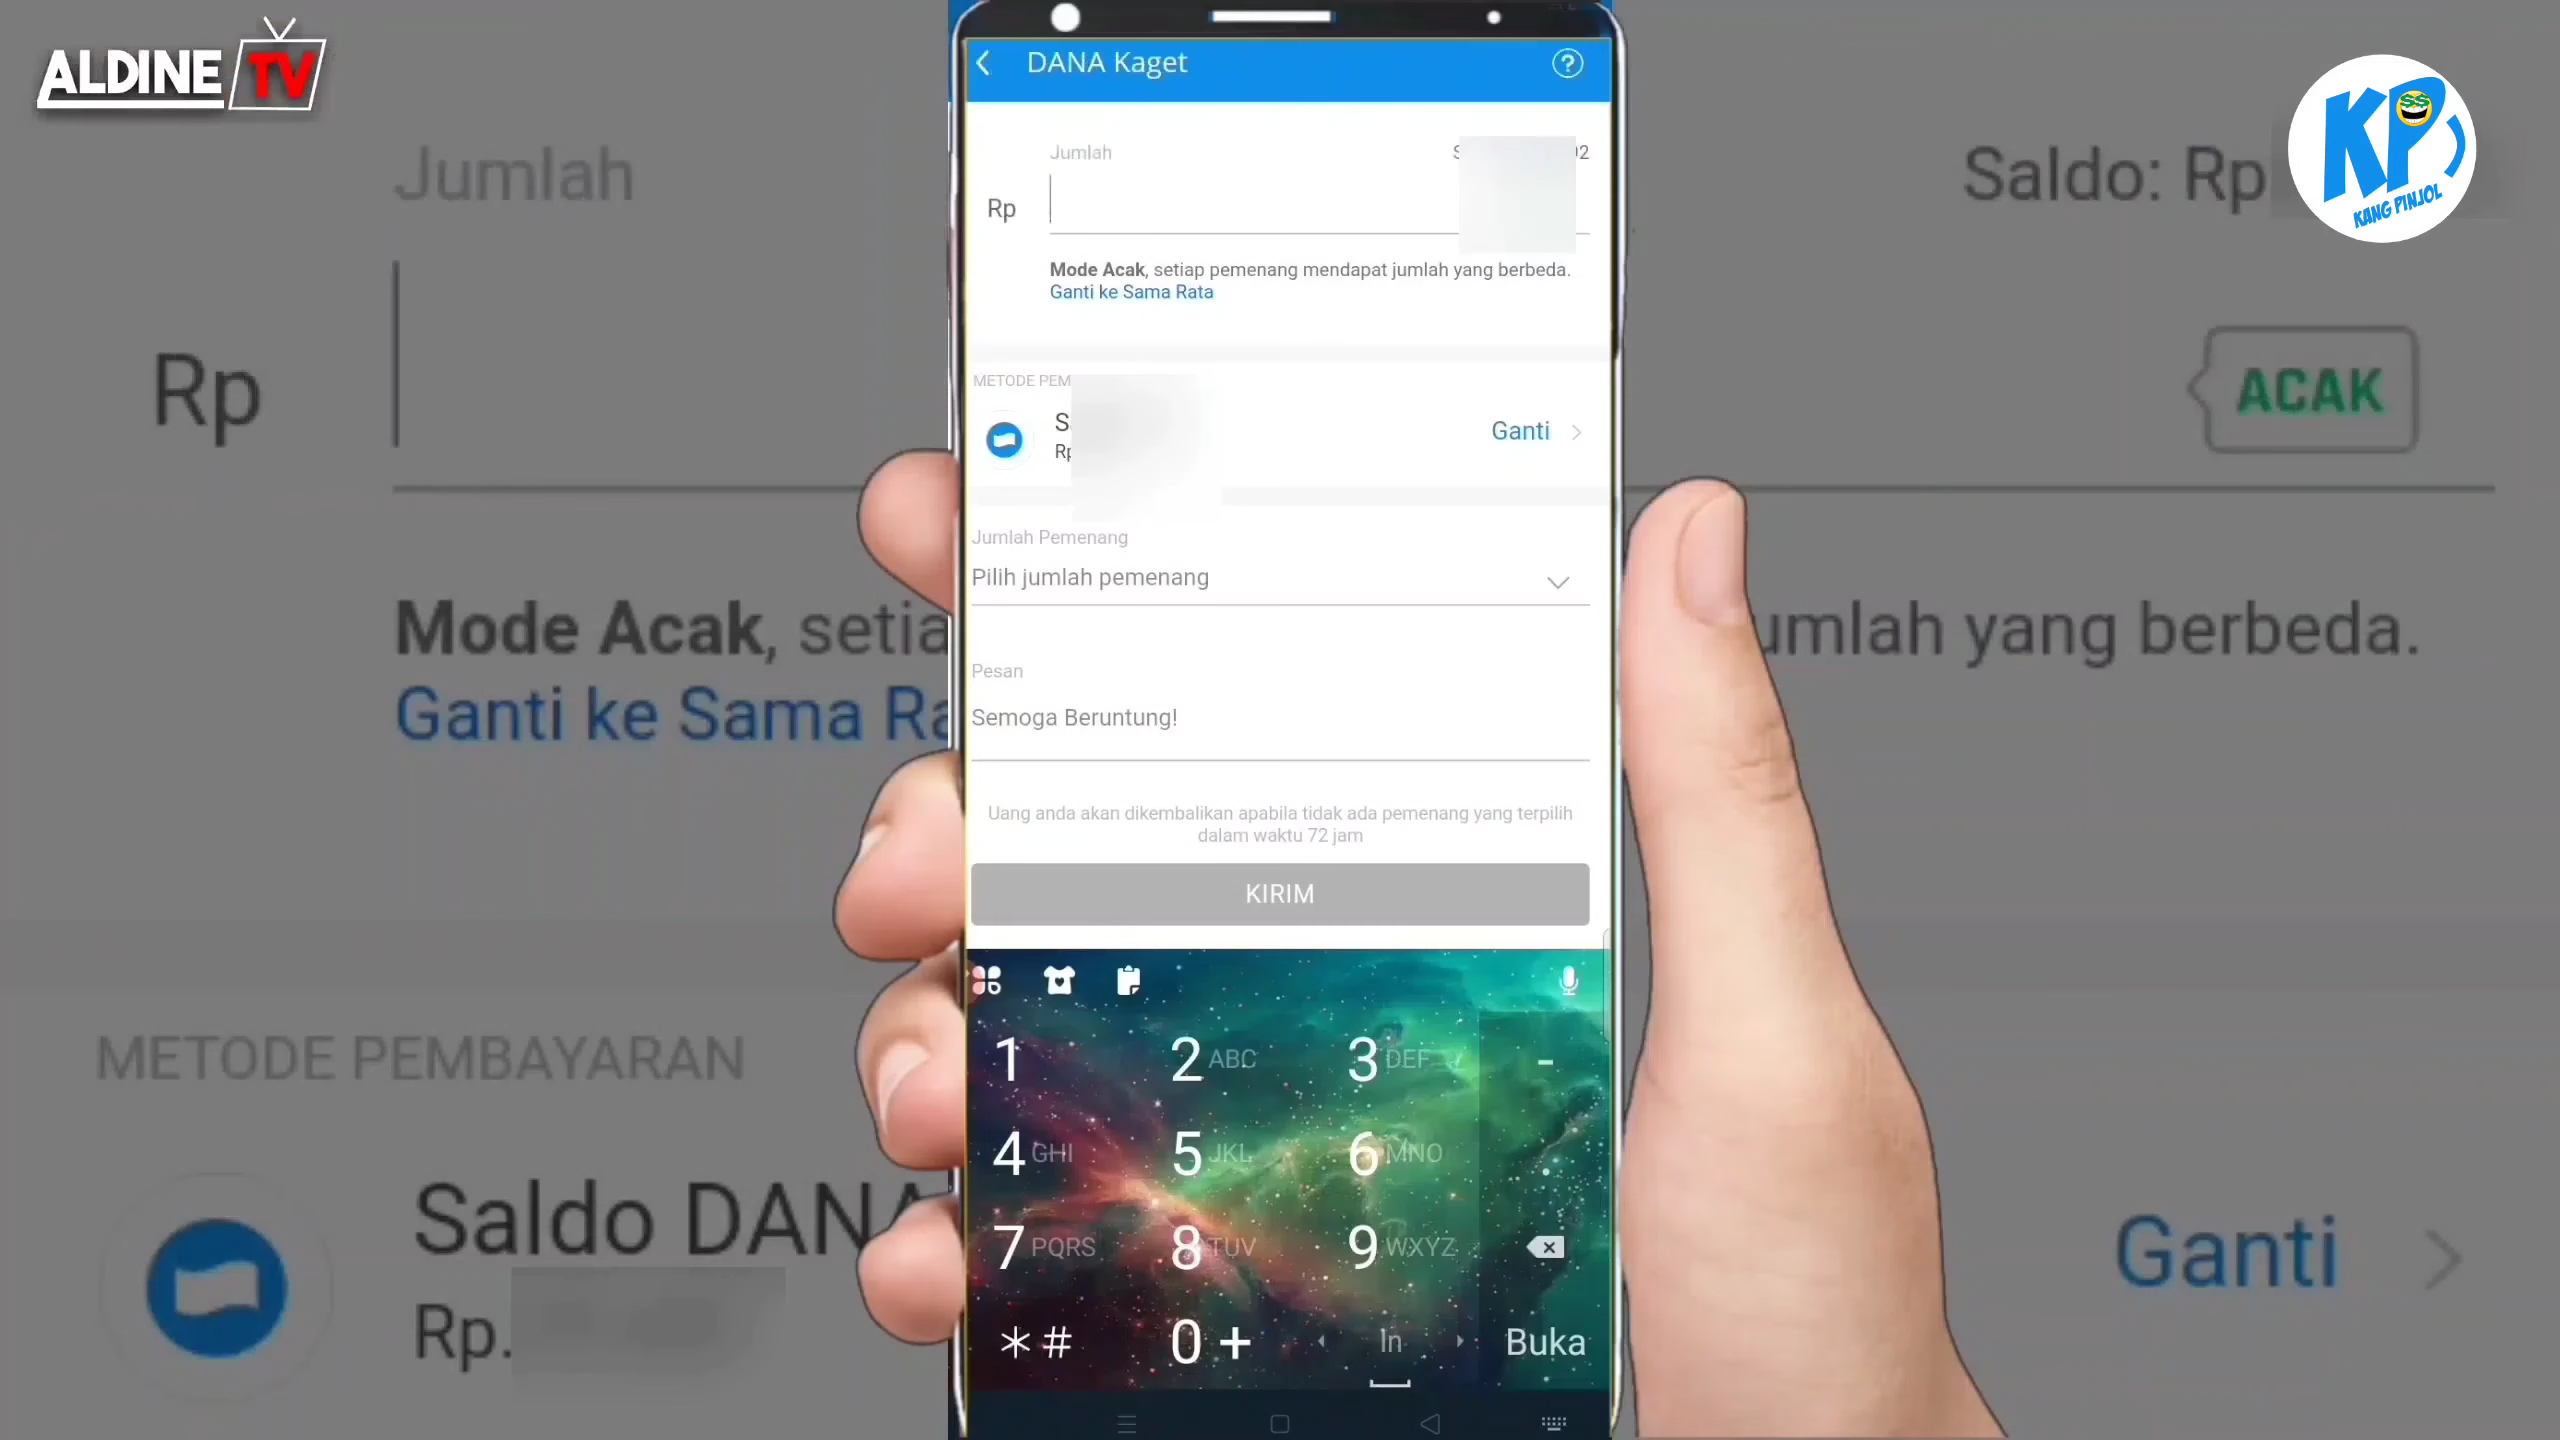 ALDINE TV
KP
KANG PINJOL
DANA Kaget
?
Jumlah
Rp
Mode Acak, setiap pemenang mendapat jumlah yang berbeda.
Ganti ke Sama Rata
METODE PEM
Rp
Ganti
Jumlah Pemenang
Pilih jumlah pemenang
Pesan
Semoga Beruntung!
Uang anda akan dikembalikan apabila tidak ada pemenang yang terpilih
dalam waktu 72 jam
KIRIM
1 2 ABC 3 DEF -
4 GHI 5 JKL 6 MNO .
7 PQRS 8 TUV 9 WXYZ
*# 0 + In Buka
Jumlah
Saldo: Rp
Rp
ACAK
Mode Acak, setia
umlah yang berbeda.
Ganti ke Sama Ra
METODE PEMBAYARAN
Saldo DANA
Rp.
Ganti